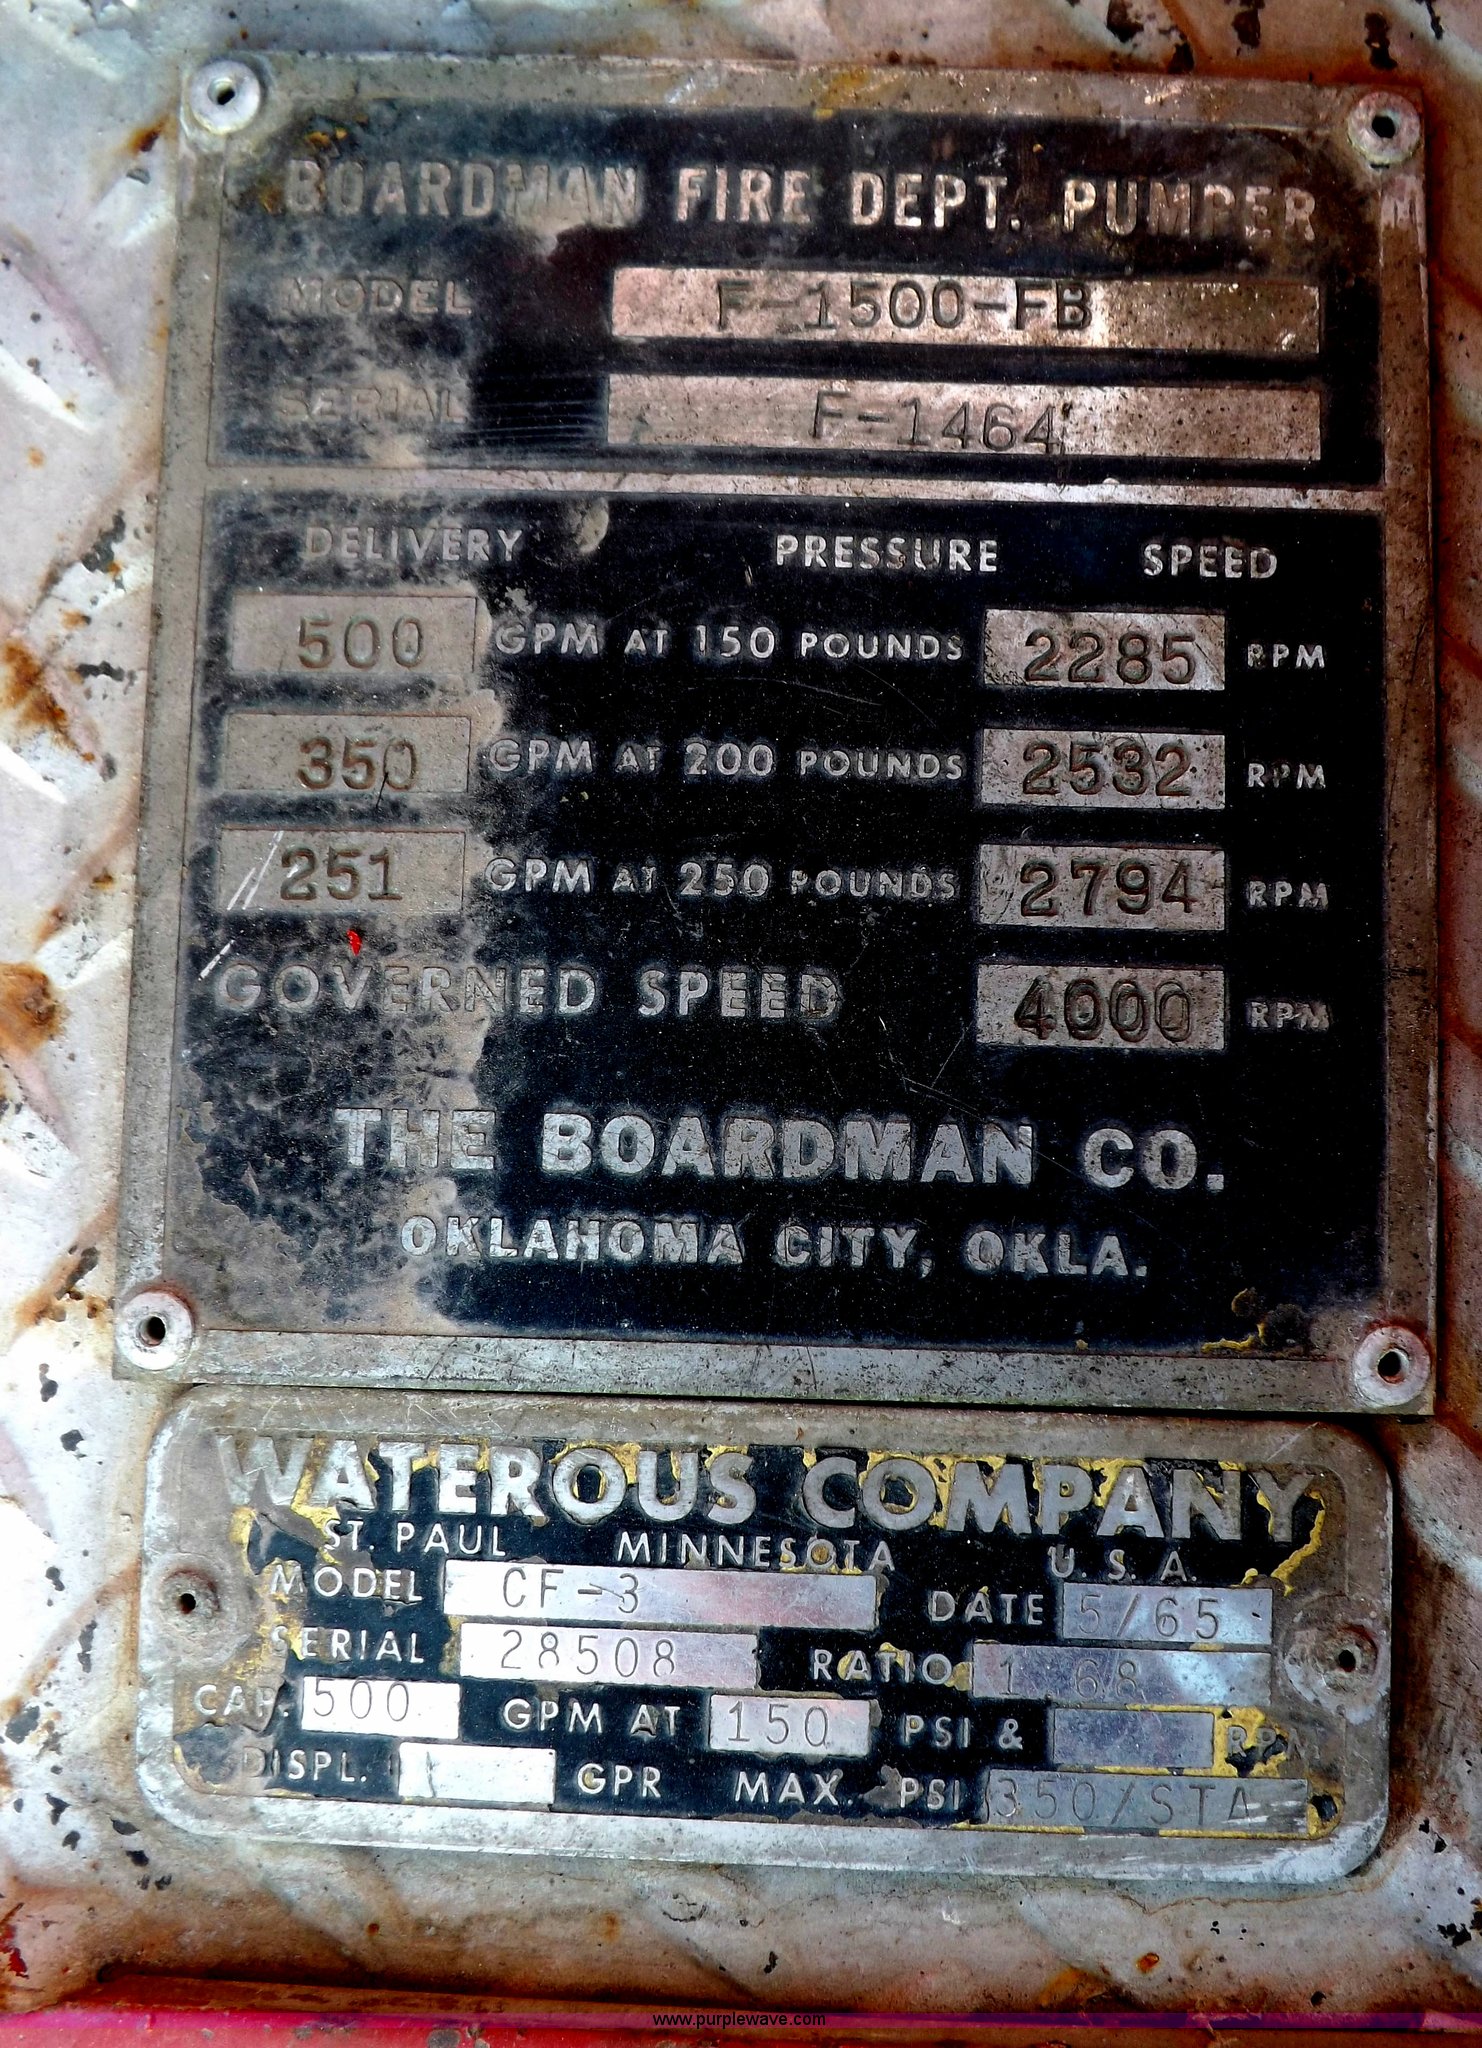 BOARDMAN FIRE DEPT. PUMPER
MODEL F-1500-FB
SERIAL F-1464
DELIVERY PRESSURE SPEED
500 GPM AT 150 POUNDS 2285 RPM
350 GPM AT 200 POUNDS 2532 RPM
251 GPM AT 250 POUNDS 2794 RPM
GOVERNED SPEED 4000 RPM
THE BOARDMAN CO.
OKLAHOMA CITY, OKLA.
WATEROUS COMPANY
ST. PAUL MINNESOTA U. S. A.
MODEL CF-3 DATE 5/65
SERIAL 28508 RATIO 1 68
CAP. 500 GPM AT 150 PSI & RPM
DISPL. GPR MAX. PSI 350/STA
www.purplewave.com